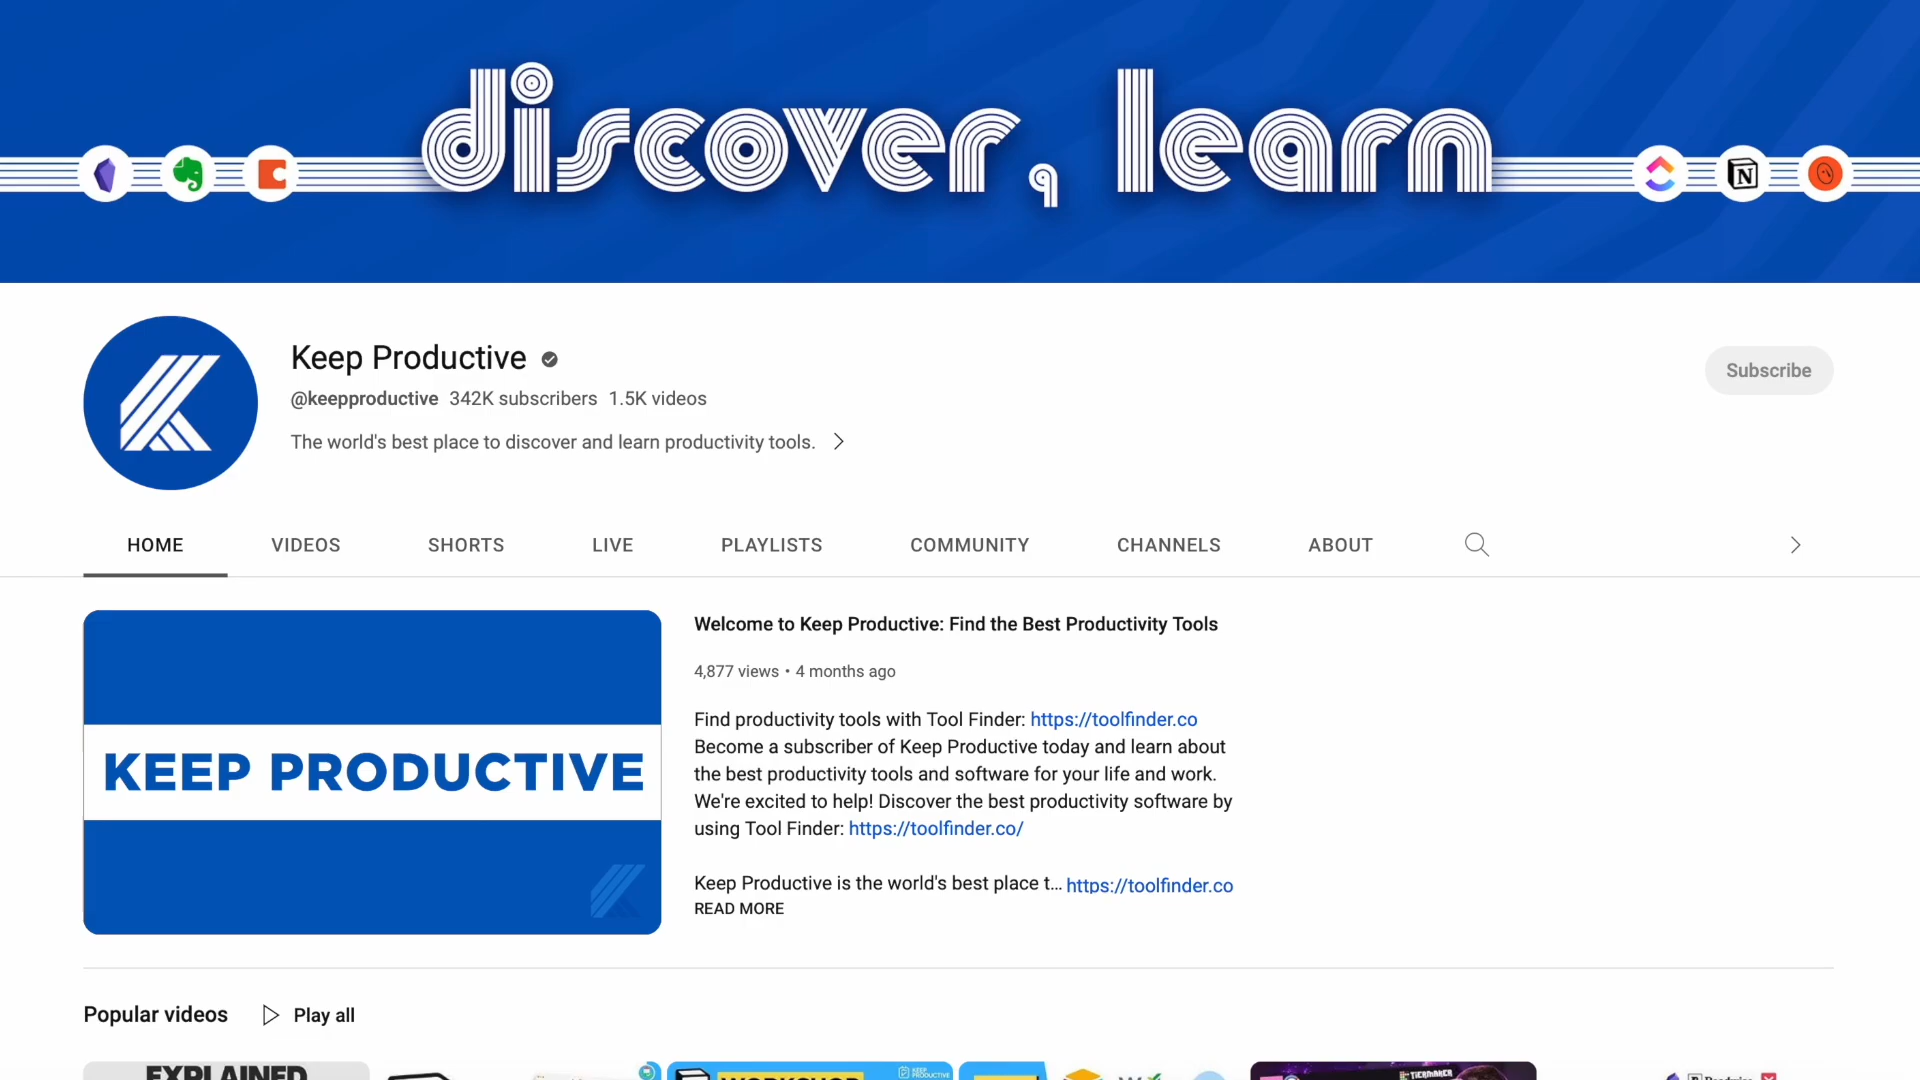 discover, learn
Keep Productive
@keepproductive 342K subscribers 1.5K videos
The world's best place to discover and learn productivity tools.
Subscribe
HOME VIDEOS SHORTS LIVE PLAYLISTS COMMUNITY CHANNELS ABOUT
KEEP PRODUCTIVE
Welcome to Keep Productive: Find the Best Productivity Tools
4,877 views • 4 months ago
Find productivity tools with Tool Finder: https://toolfinder.co
Become a subscriber of Keep Productive today and learn about
the best productivity tools and software for your life and work.
We're excited to help! Discover the best productivity software by
using Tool Finder: https://toolfinder.co/
Keep Productive is the world's best place t... https://toolfinder.co
READ MORE
Popular videos Play all
EXPLAINED
WORKSHOP
KEEP PRODUCTIVE
TIERMAKER